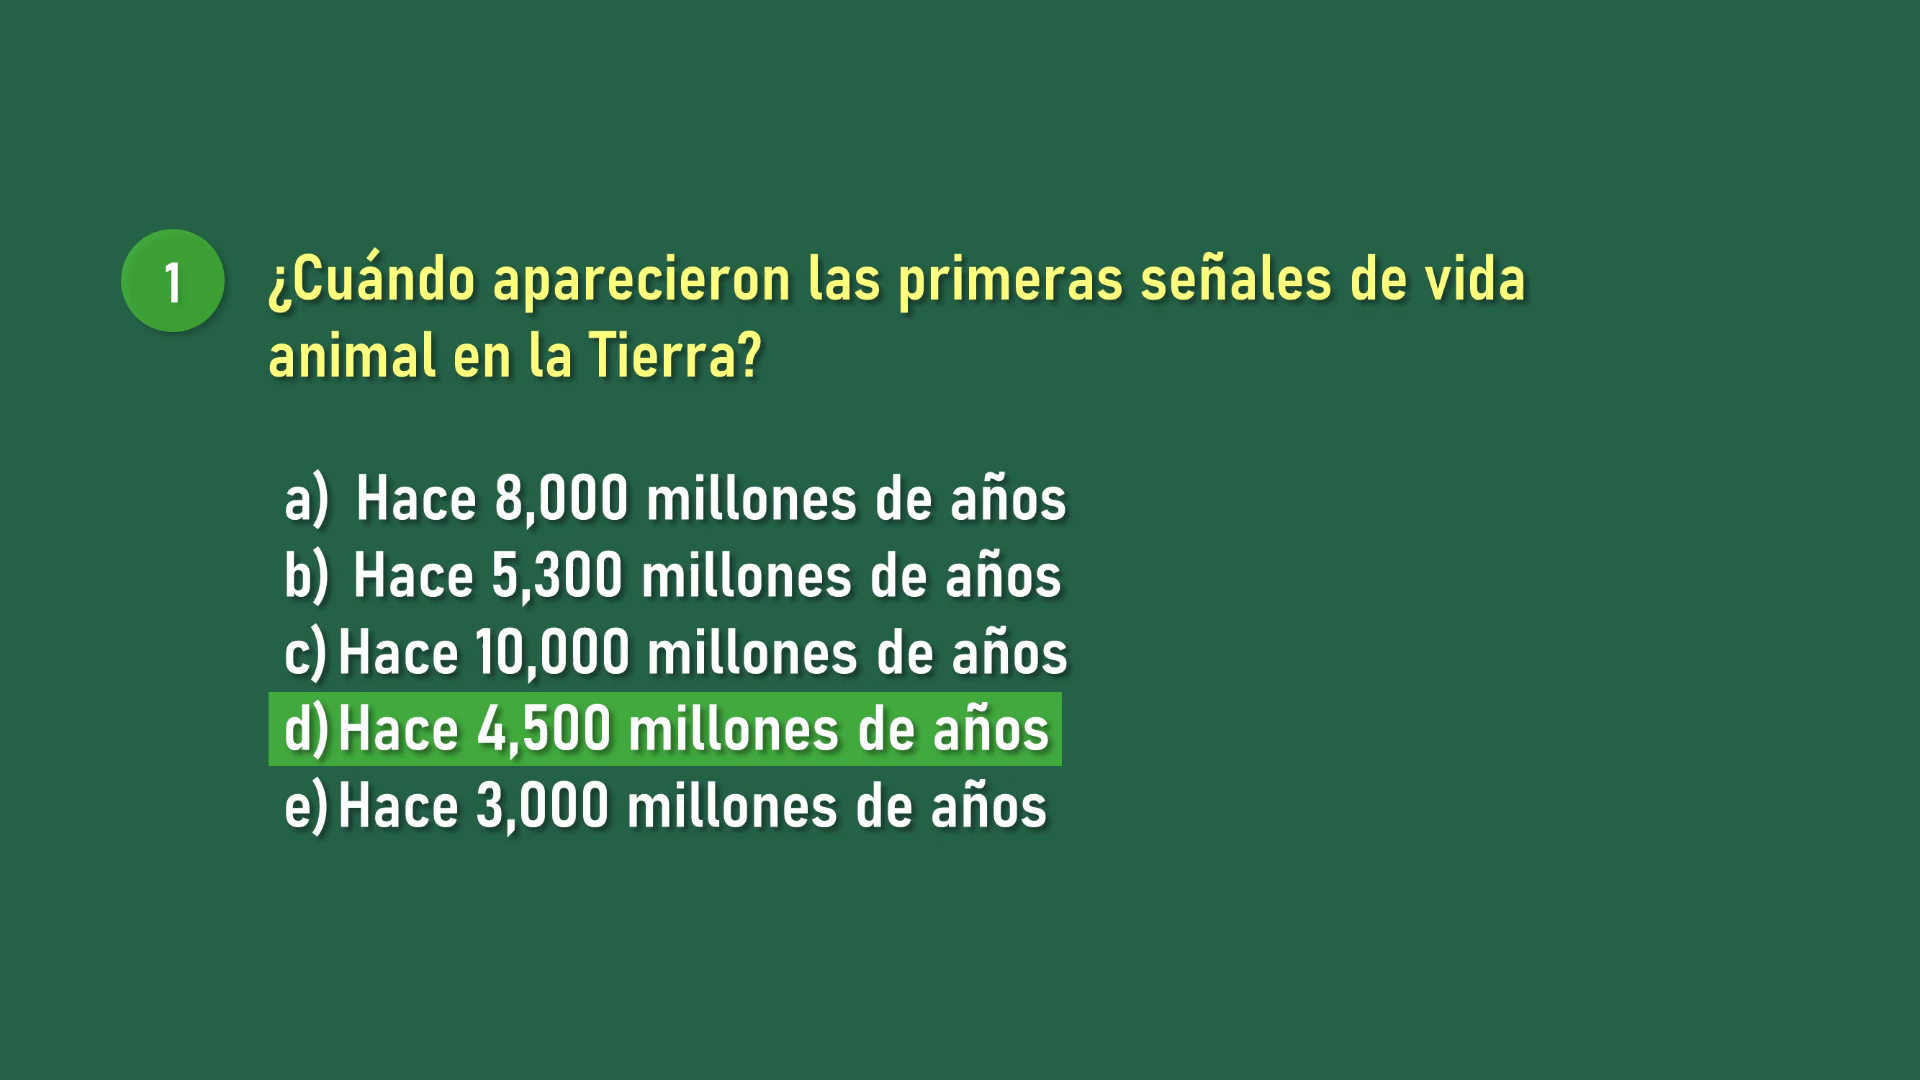 1
¿Cuándo aparecieron las primeras señales de vida
animal en la Tierra?
a) Hace 8,000 millones de años
b) Hace 5,300 millones de años
c) Hace 10,000 millones de años
d) Hace 4,500 millones de años
e) Hace 3,000 millones de años